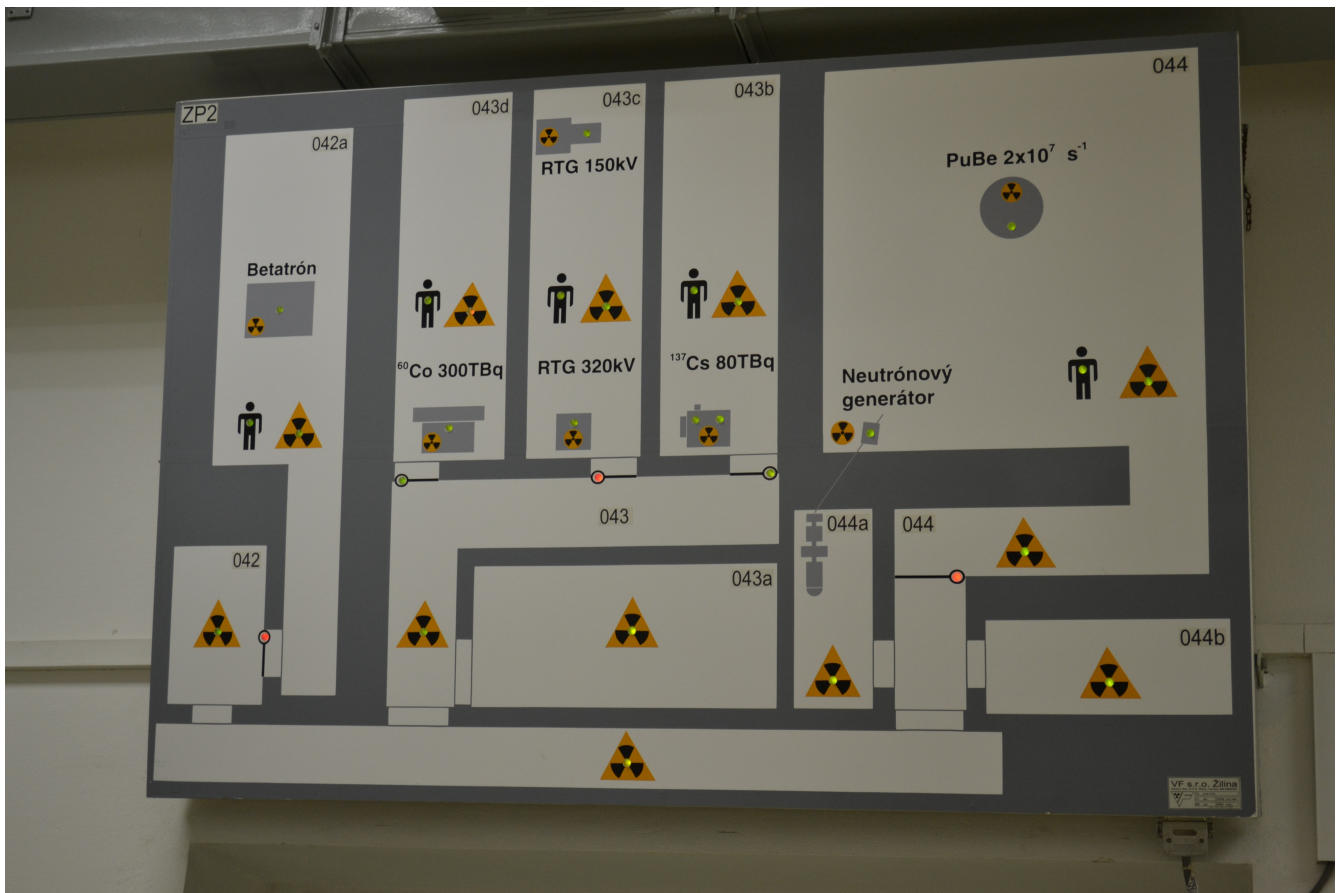 ZP2
042a
043d
043c
043b
044
RTG 150kV
PuBe 2x10⁷ s⁻¹
Betatrón
⁶⁰Co 300TBq
RTG 320kV
¹³⁷Cs 80TBq
Neutrónový
generátor
043
044a
044
042
043a
044b
VF s.r.o. Žilina